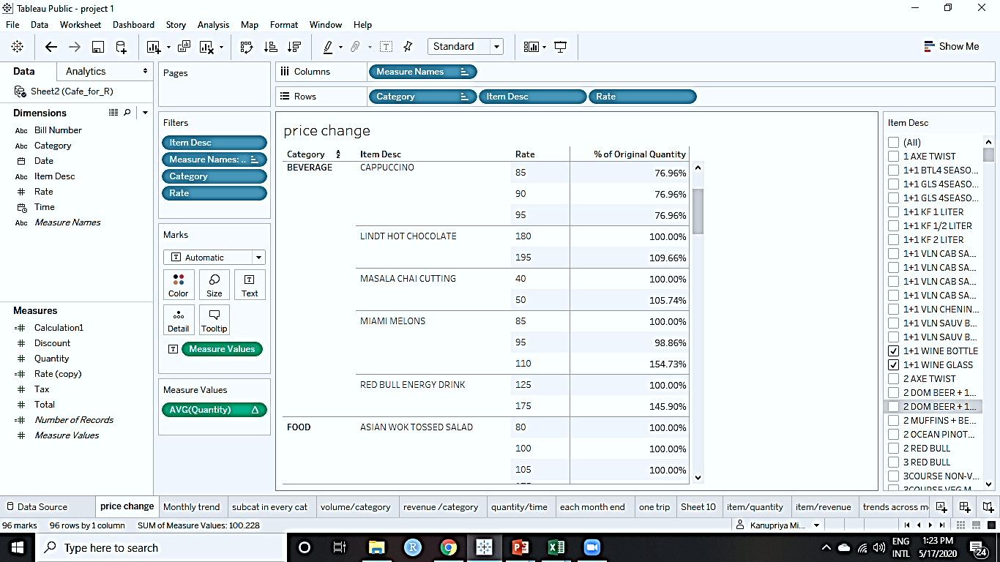 Tableau Public - project 1
File Data Worksheet Dashboard Story Analysis Map Format Window Help
Standard
Show Me
Data Analytics
Sheet2 (Cafe_for_R)
Dimensions
Abc Bill Number
Abc Category
Date
Abc Item Desc
# Rate
Time
Abc Measure Names
Measures
=# Calculation1
# Discount
# Quantity
# Rate (copy)
# Tax
# Total
=# Number of Records
# Measure Values
Pages
Filters
Item Desc
Measure Names: ..
Category
Rate
Marks
Automatic
Color Size Text
Detail Tooltip
Measure Values
Measure Values
AVG(Quantity) Δ
Columns Measure Names
Rows Category Item Desc Rate
price change
Category Item Desc Rate % of Original Quantity
BEVERAGE CAPPUCCINO 85 76.96%
90 76.96%
95 76.96%
LINDT HOT CHOCOLATE 180 100.00%
195 109.66%
MASALA CHAI CUTTING 40 100.00%
50 105.74%
MIAMI MELONS 85 100.00%
95 98.86%
110 154.73%
RED BULL ENERGY DRINK 125 100.00%
175 145.90%
FOOD ASIAN WOK TOSSED SALAD 80 100.00%
100 100.00%
105 100.00%
Item Desc
(All)
1 AXE TWIST
1+1 BTL4 SEASO...
1+1 GLS 4SEASO...
1+1 GLS 4SEASO...
1+1 KF 1 LITER
1+1 KF 1/2 LITER
1+1 KF 2 LITER
1+1 VLN CAB SA...
1+1 VLN CAB SA...
1+1 VLN CAB SA...
1+1 VLN CAB SA...
1+1 VLN CHENIN...
1+1 VLN SAUV B...
1+1 VLN SAUV B...
1+1 WINE BOTTLE
1+1 WINE GLASS
2 AXE TWIST
2 DOM BEER + 1...
2 DOM BEER + 1...
2 MUFFINS + BE...
2 OCEAN PINOT...
2 RED BULL
3 RED BULL
3COURSE NON-V...
3COURSE VEG M...
Data Source price change Monthly trend subcat in every cat volume/category revenue /category quantity/time each month end one trip Sheet 10 item/quantity item/revenue trends across m
96 marks 96 rows by 1 column SUM of Measure Values: 100.228 Kanupriya Mi...
Type here to search
ENG 1:23 PM
INTL 5/17/2020
24